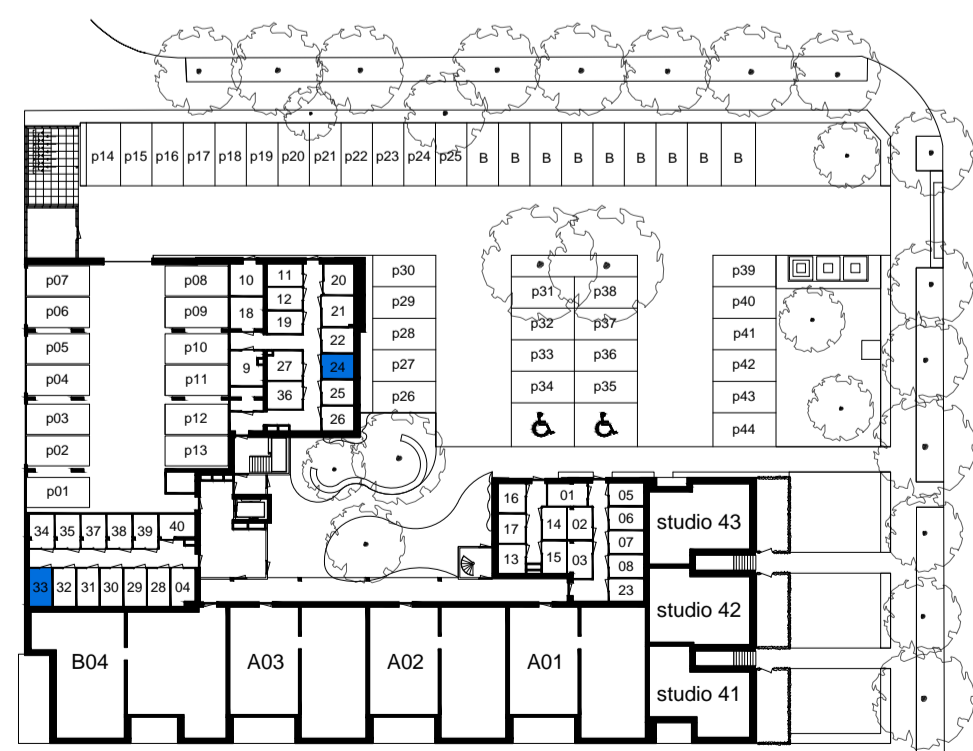 p14 p15 p16 p17 p18 p19 p20 p21 p22 p23 p24 p25 B B B B B B B B B
p07 p08 10 11 20 p30 p39
12 p31 p38
p06 p09 18 19 21 p29 p40
p05 p10 22 p28 p32 p37 p41
9 27 24 p27 p33 p36 p42
p04 p11
36 25 p26 p34 p35 p43
p03 p12 26
p02 p13 p44
p01
16 01 05
34 35 37 38 39 40 17 14 02 06 studio 43
07
13 15 03 08
33 32 31 30 29 28 04 23 studio 42
B04 A03 A02 A01
studio 41